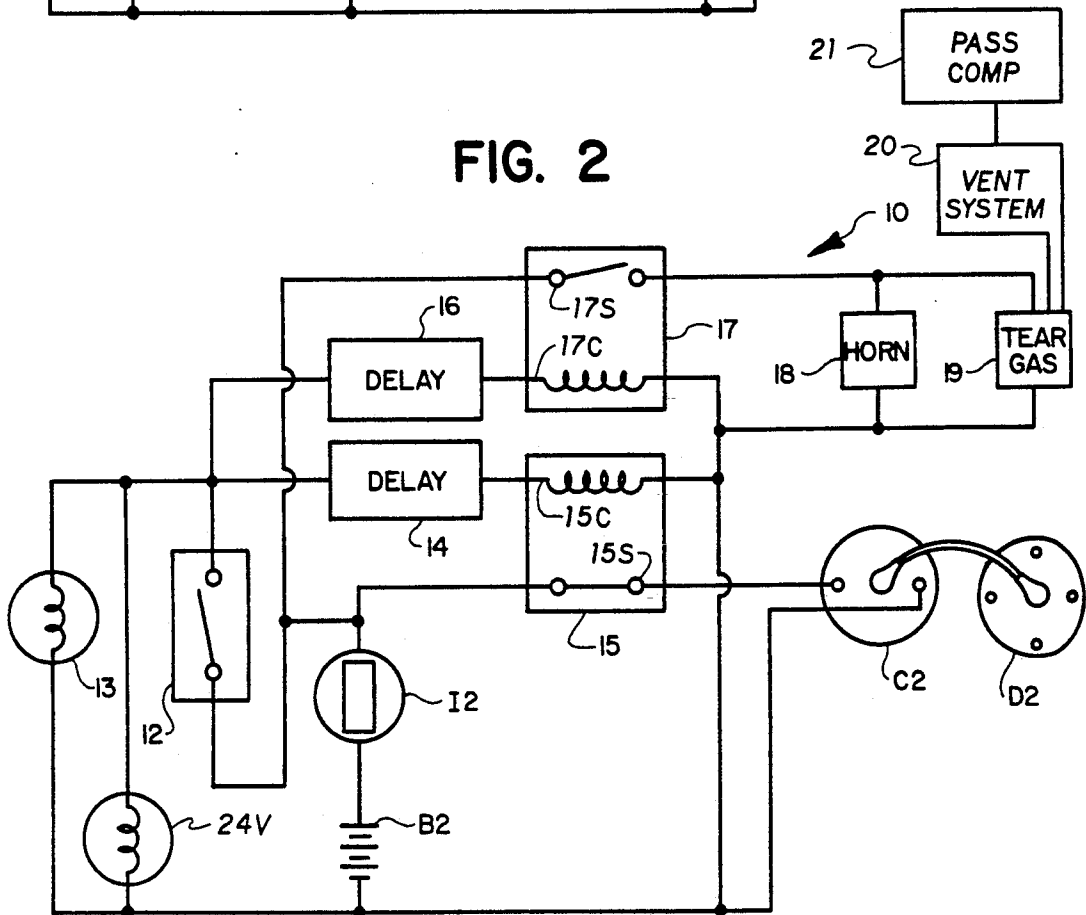 21
PASS
COMP
FIG. 2
20
VENT
SYSTEM
10
16
17S
17
17C
DELAY
18
HORN
19
TEAR
GAS
DELAY
15C
14
15S
15
13
12
I2
C2
D2
24V
B2